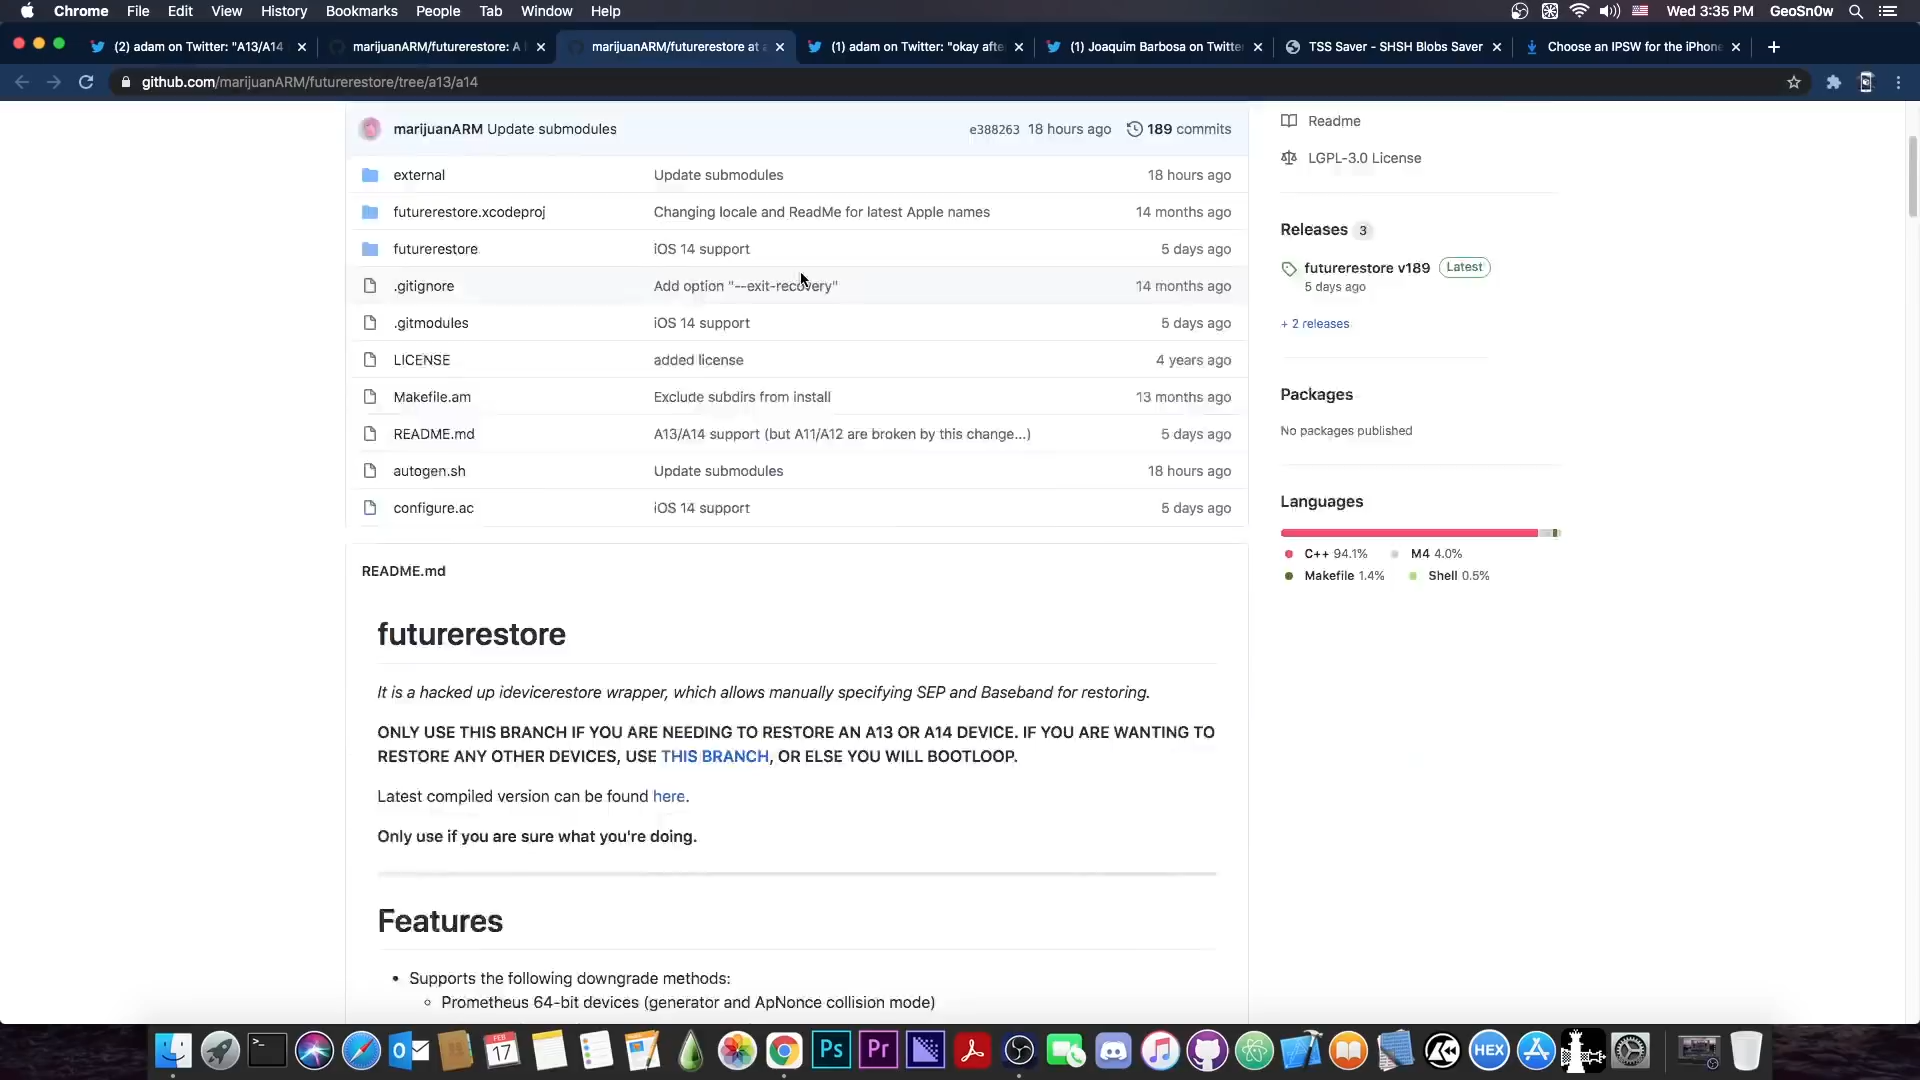 Chrome File Edit View History Bookmarks People Tab Window Help Wed 3:35 PM GeoSn0w
(2) adam on Twitter: "A13/A14
marijuanARM/futurerestore: A
marijuanARM/futurerestore at
(1) adam on Twitter: "okay afte
(1) Joaquim Barbosa on Twitte
TSS Saver - SHSH Blobs Saver
Choose an IPSW for the iPhone
github.com/marijuanARM/futurerestore/tree/a13/a14
marijuanARM Update submodules e388263 18 hours ago 189 commits
external Update submodules 18 hours ago
futurerestore.xcodeproj Changing locale and ReadMe for latest Apple names 14 months ago
futurerestore iOS 14 support 5 days ago
.gitignore Add option "--exit-recovery" 14 months ago
.gitmodules iOS 14 support 5 days ago
LICENSE added license 4 years ago
Makefile.am Exclude subdirs from install 13 months ago
README.md A13/A14 support (but A11/A12 are broken by this change...) 5 days ago
autogen.sh Update submodules 18 hours ago
configure.ac iOS 14 support 5 days ago
README.md
futurerestore
It is a hacked up idevicerestore wrapper, which allows manually specifying SEP and Baseband for restoring.
ONLY USE THIS BRANCH IF YOU ARE NEEDING TO RESTORE AN A13 OR A14 DEVICE. IF YOU ARE WANTING TO
RESTORE ANY OTHER DEVICES, USE THIS BRANCH, OR ELSE YOU WILL BOOTLOOP.
Latest compiled version can be found here.
Only use if you are sure what you're doing.
Features
• Supports the following downgrade methods:
◦ Prometheus 64-bit devices (generator and ApNonce collision mode)
Readme
LGPL-3.0 License
Releases 3
futurerestore v189 Latest
5 days ago
+ 2 releases
Packages
No packages published
Languages
C++ 94.1% M4 4.0%
Makefile 1.4% Shell 0.5%
FEB
17
Ps
Pr
HEX